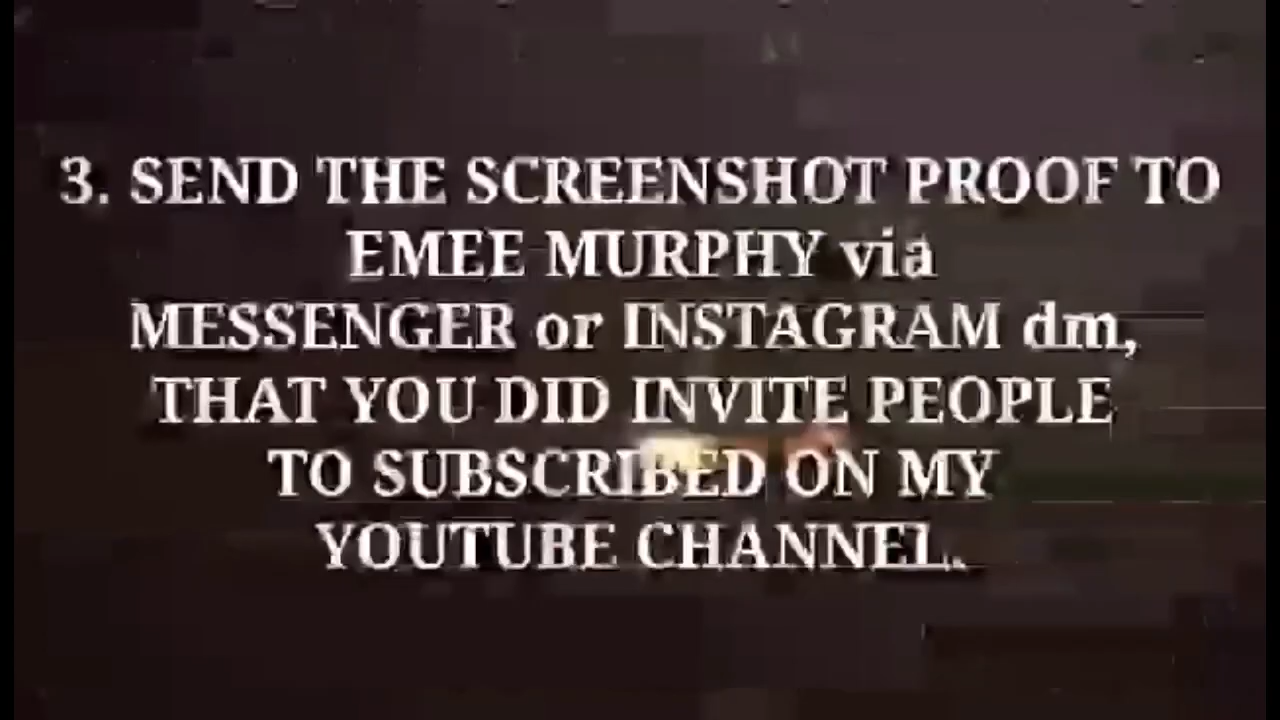 3. SEND THE SCREENSHOT PROOF TO
EMEE MURPHY via
MESSENGER or INSTAGRAM dm,
THAT YOU DID INVITE PEOPLE
TO SUBSCRIBED ON MY
YOUTUBE CHANNEL.